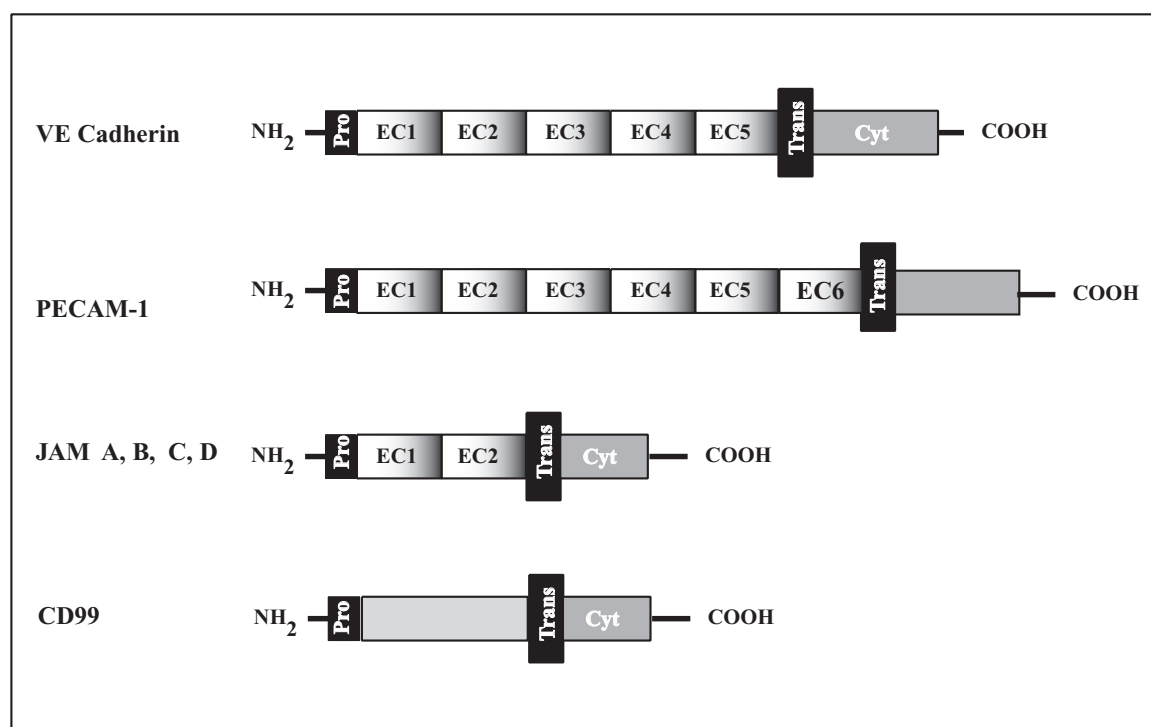 VE Cadherin NH2 Pro EC1 EC2 EC3 EC4 EC5 Trans Cyt COOH
PECAM-1 NH2 Pro EC1 EC2 EC3 EC4 EC5 EC6 Trans COOH
JAM A, B, C, D NH2 Pro EC1 EC2 Trans Cyt COOH
CD99 NH2 Pro Trans Cyt COOH